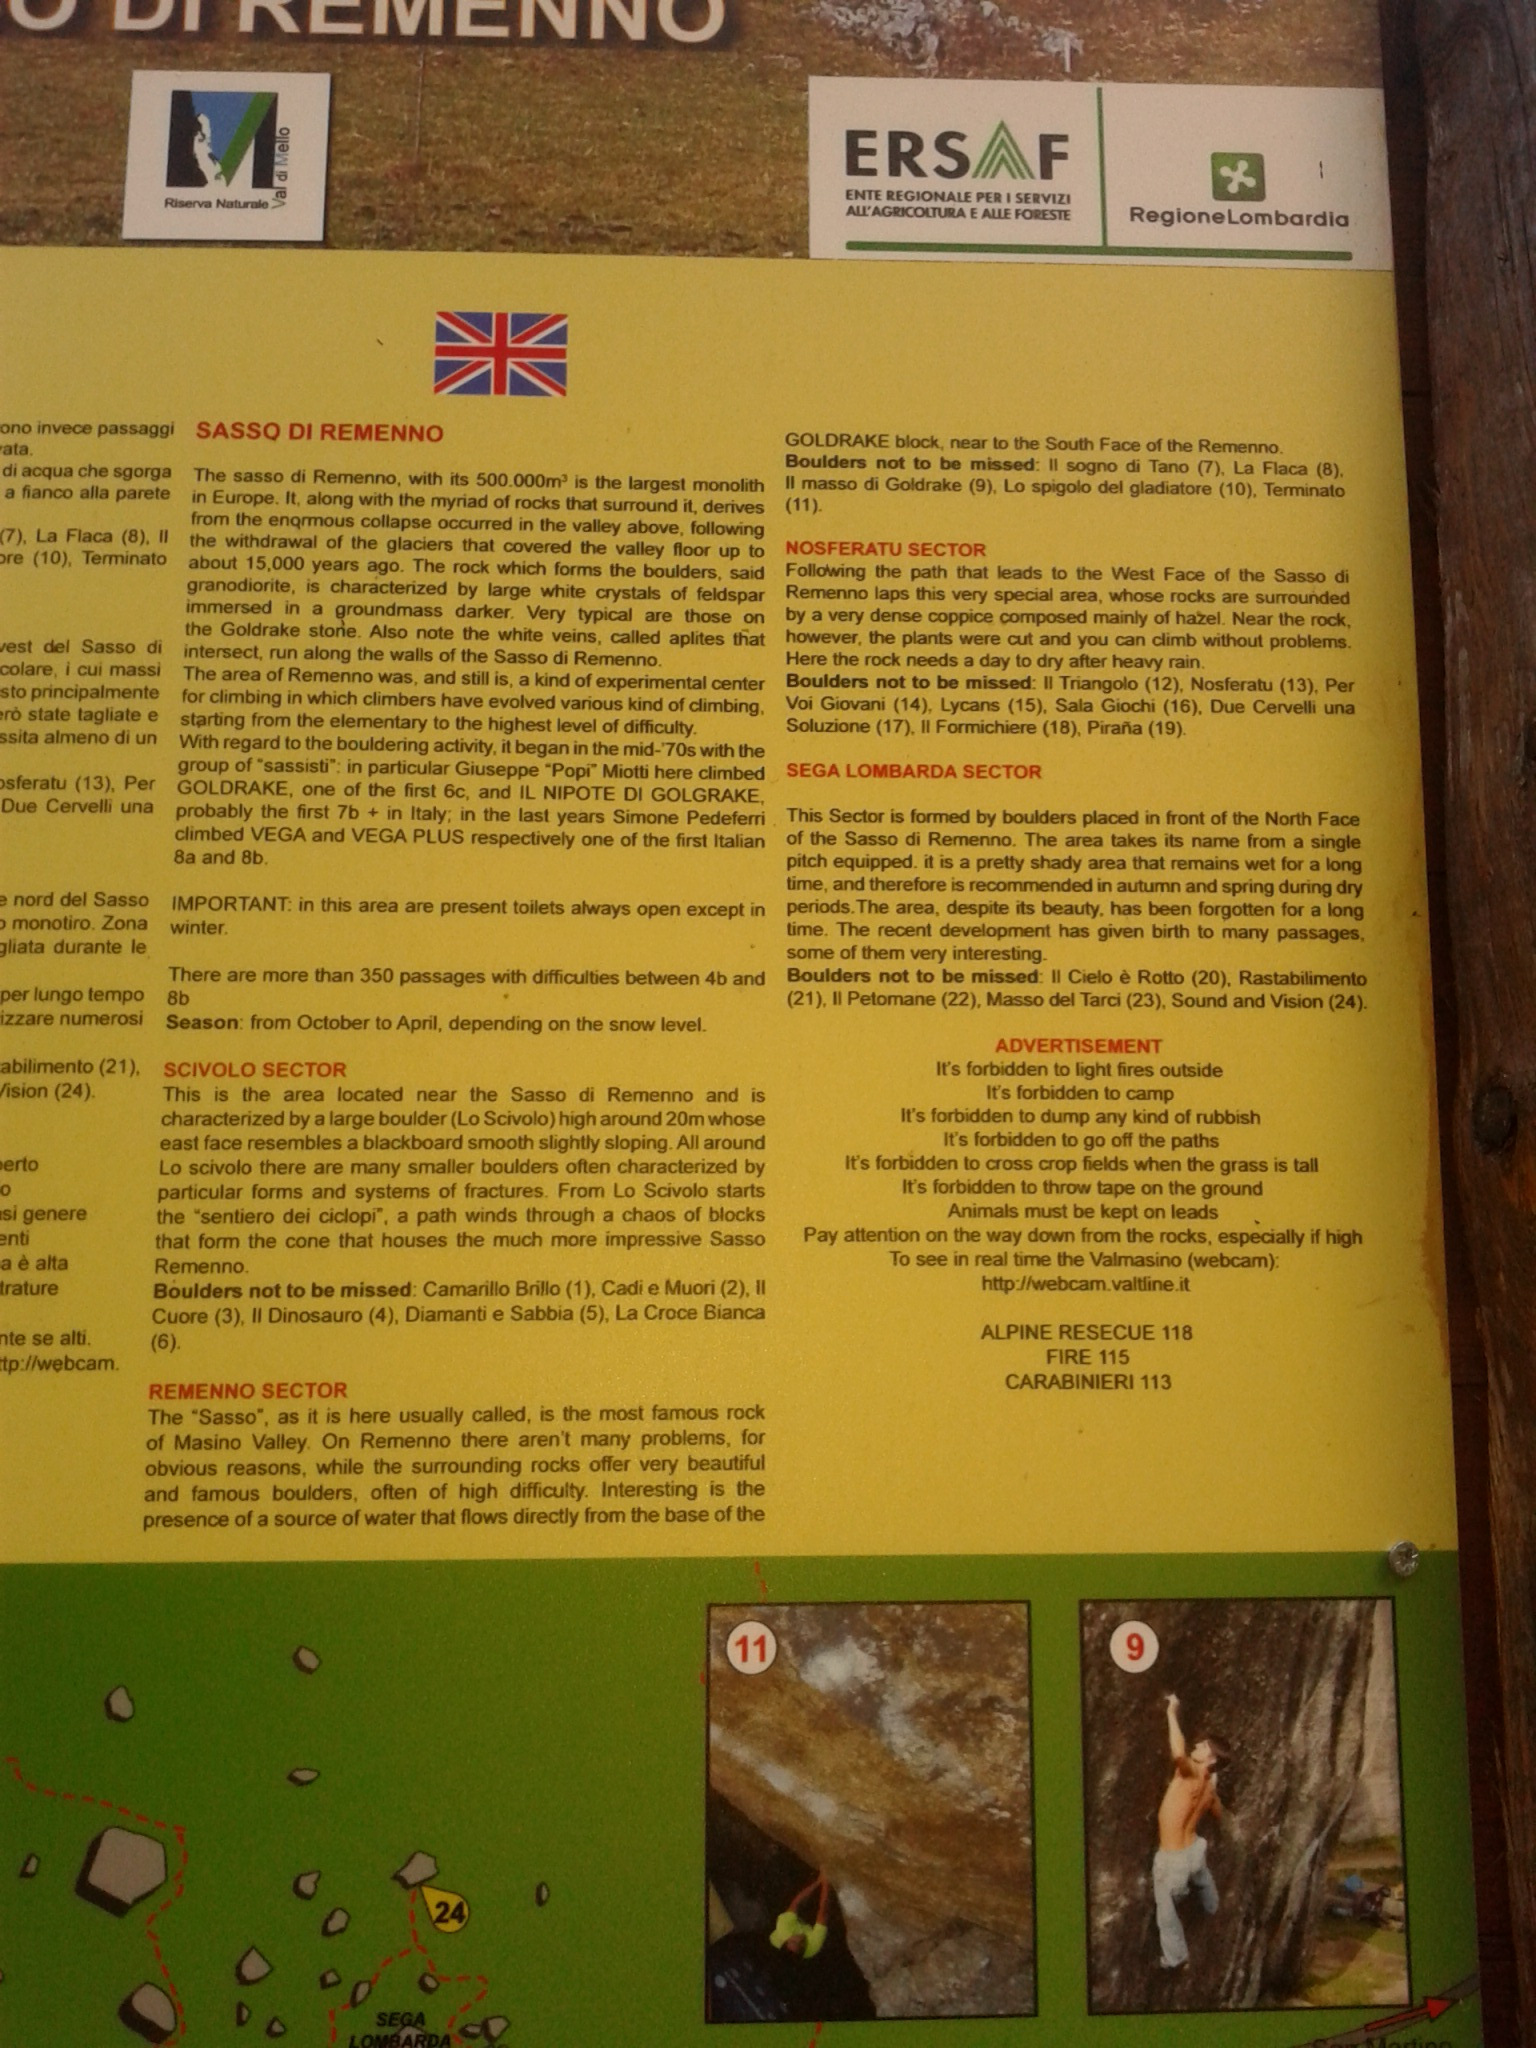 O DI REMENNO
Riserva Naturale
Val di Mello
ERSAF
ENTE REGIONALE PER I SERVIZI
ALL'AGRICOLTURA E ALLE FORESTE
RegioneLombardia
ono invece passaggi
vata.
di acqua che sgorga
a fianco alla parete
(7), La Flaca (8), Il
ore (10), Terminato
vest del Sasso di
colare, i cui massi
sto principalmente
erò state tagliate e
ssita almeno di un
osferatu (13), Per
Due Cervelli una
e nord del Sasso
o monotiro. Zona
gliata durante le
per lungo tempo
izzare numerosi
tabilimento (21),
Vision (24).
perto
o
asi genere
enti
a è alta
trature
nte se alti.
ttp://webcam.
SASSO DI REMENNO
The sasso di Remenno, with its 500.000m³ is the largest monolith
in Europe. It, along with the myriad of rocks that surround it, derives
from the enormous collapse occurred in the valley above, following
the withdrawal of the glaciers that covered the valley floor up to
about 15,000 years ago. The rock which forms the boulders, said
granodiorite, is characterized by large white crystals of feldspar
immersed in a groundmass darker. Very typical are those on
the Goldrake stone. Also note the white veins, called aplites that
intersect, run along the walls of the Sasso di Remenno.
The area of Remenno was, and still is, a kind of experimental center
for climbing in which climbers have evolved various kind of climbing,
starting from the elementary to the highest level of difficulty.
With regard to the bouldering activity, it began in the mid-'70s with the
group of "sassisti": in particular Giuseppe "Popi" Miotti here climbed
GOLDRAKE, one of the first 6c, and IL NIPOTE DI GOLGRAKE,
probably the first 7b + in Italy; in the last years Simone Pedeferri
climbed VEGA and VEGA PLUS respectively one of the first Italian
8a and 8b.
IMPORTANT: in this area are present toilets always open except in
winter.
There are more than 350 passages with difficulties between 4b and
8b
Season: from October to April, depending on the snow level.
SCIVOLO SECTOR
This is the area located near the Sasso di Remenno and is
characterized by a large boulder (Lo Scivolo) high around 20m whose
east face resembles a blackboard smooth slightly sloping. All around
Lo scivolo there are many smaller boulders often characterized by
particular forms and systems of fractures. From Lo Scivolo starts
the "sentiero dei ciclopi", a path winds through a chaos of blocks
that form the cone that houses the much more impressive Sasso
Remenno.
Boulders not to be missed: Camarillo Brillo (1), Cadi e Muori (2), Il
Cuore (3), Il Dinosauro (4), Diamanti e Sabbia (5), La Croce Bianca
(6).
REMENNO SECTOR
The "Sasso", as it is here usually called, is the most famous rock
of Masino Valley. On Remenno there aren't many problems, for
obvious reasons, while the surrounding rocks offer very beautiful
and famous boulders, often of high difficulty. Interesting is the
presence of a source of water that flows directly from the base of the
GOLDRAKE block, near to the South Face of the Remenno.
Boulders not to be missed: Il sogno di Tano (7), La Flaca (8),
Il masso di Goldrake (9), Lo spigolo del gladiatore (10), Terminato
(11).
NOSFERATU SECTOR
Following the path that leads to the West Face of the Sasso di
Remenno laps this very special area, whose rocks are surrounded
by a very dense coppice composed mainly of hazel. Near the rock,
however, the plants were cut and you can climb without problems.
Here the rock needs a day to dry after heavy rain.
Boulders not to be missed: Il Triangolo (12), Nosferatu (13), Per
Voi Giovani (14), Lycans (15), Sala Giochi (16), Due Cervelli una
Soluzione (17), Il Formichiere (18), Piraña (19).
SEGA LOMBARDA SECTOR
This Sector is formed by boulders placed in front of the North Face
of the Sasso di Remenno. The area takes its name from a single
pitch equipped. it is a pretty shady area that remains wet for a long
time, and therefore is recommended in autumn and spring during dry
periods.The area, despite its beauty, has been forgotten for a long
time. The recent development has given birth to many passages,
some of them very interesting.
Boulders not to be missed: Il Cielo è Rotto (20), Rastabilimento
(21), Il Petomane (22), Masso del Tarci (23), Sound and Vision (24).
ADVERTISEMENT
It's forbidden to light fires outside
It's forbidden to camp
It's forbidden to dump any kind of rubbish
It's forbidden to go off the paths
It's forbidden to cross crop fields when the grass is tall
It's forbidden to throw tape on the ground
Animals must be kept on leads
Pay attention on the way down from the rocks, especially if high
To see in real time the Valmasino (webcam):
http://webcam.valtline.it
ALPINE RESECUE 118
FIRE 115
CARABINIERI 113
11
9
24
SEGA
LOMBARDA
San Martino